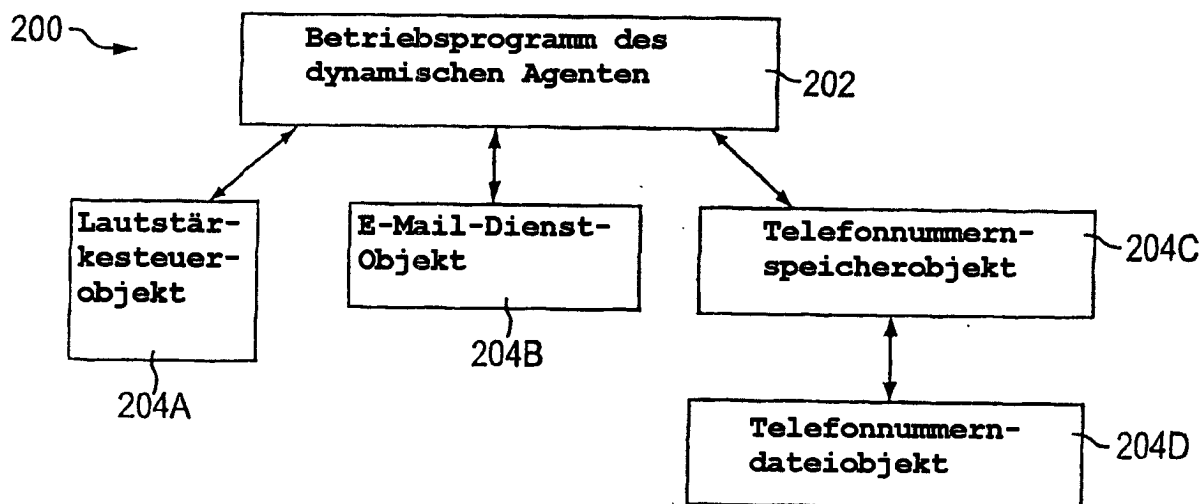 200
Betriebsprogramm des
dynamischen Agenten
202
Lautstär-
kesteuer-
objekt
204A
E-Mail-Dienst-
Objekt
204B
Telefonnummern-
speicherobjekt
204C
Telefonnummern-
dateiobjekt
204D